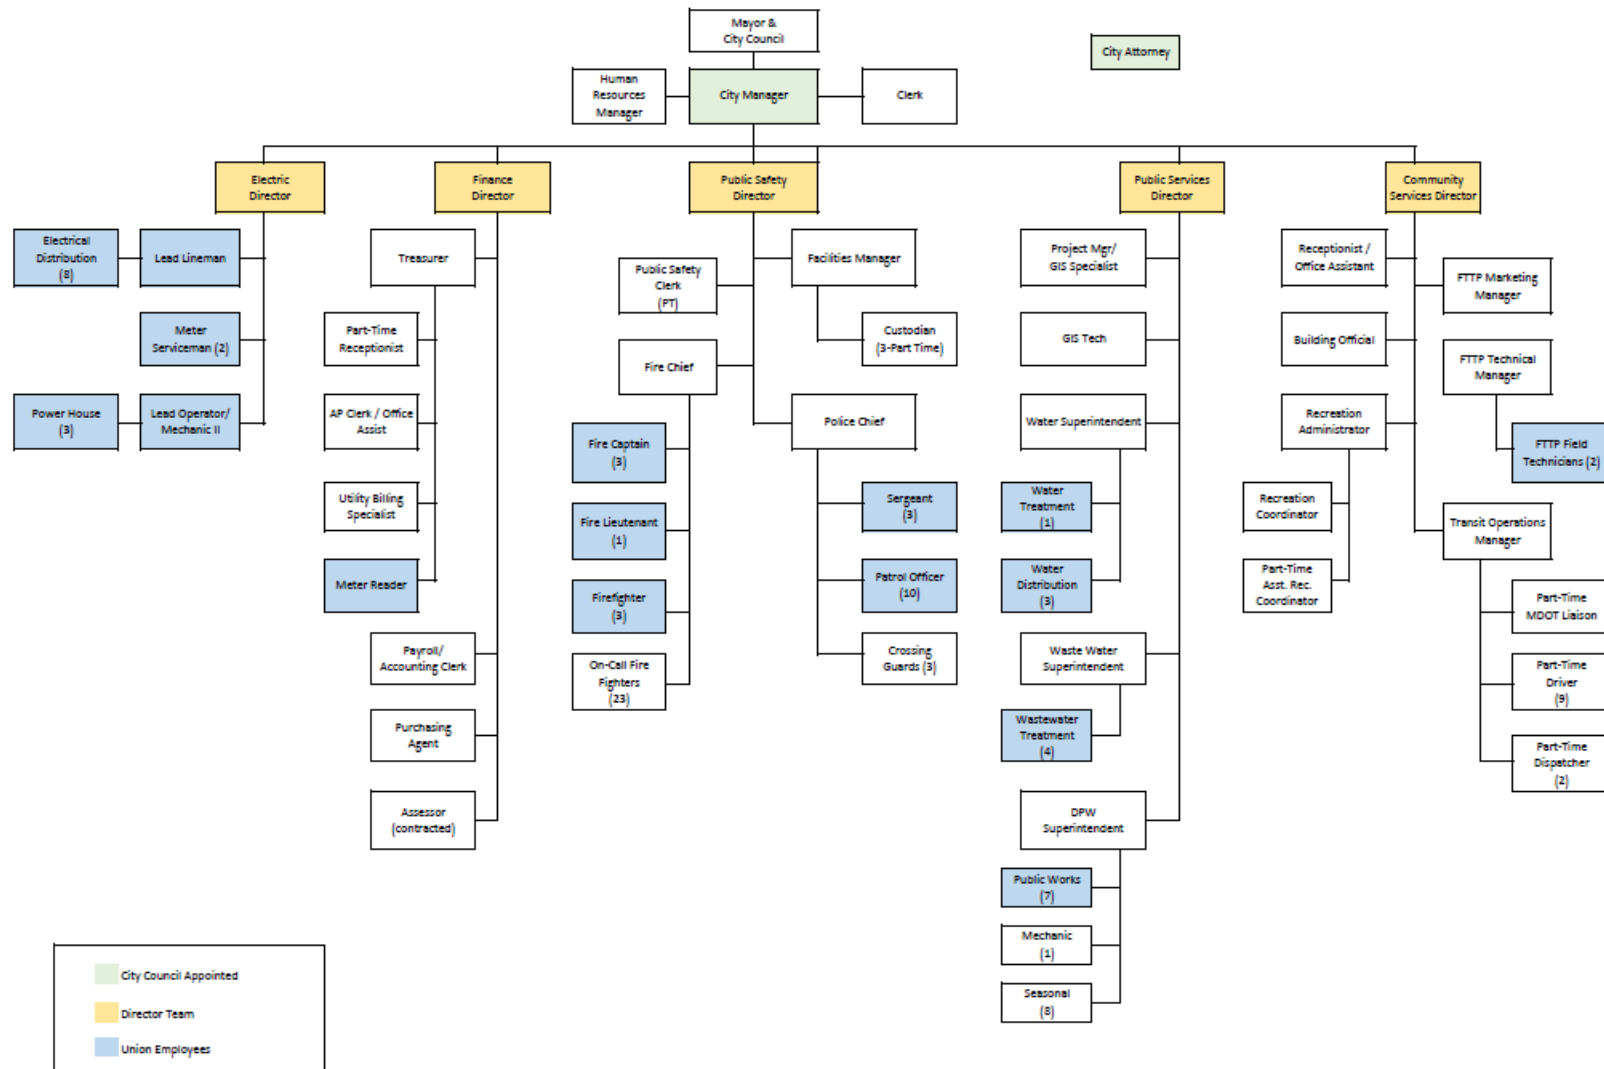 Mayor &
City Council
City Attorney
Human
Resources
Manager
City Manager
Clerk
Electric
Director
Finance
Director
Public Safety
Director
Public Services
Director
Community
Services Director
Electrical
Distribution
(8)
Lead Lineman
Meter
Serviceman (2)
Power House
(3)
Lead Operator/
Mechanic II
Treasurer
Part-Time
Receptionist
AP Clerk / Office
Assist
Utility Billing
Specialist
Meter Reader
Payroll/
Accounting Clerk
Purchasing
Agent
Assessor
(contracted)
Public Safety
Clerk
(PT)
Facilities Manager
Custodian
(3-Part Time)
Fire Chief
Fire Captain
(3)
Fire Lieutenant
(1)
Firefighter
(3)
On-Call Fire
Fighters
(23)
Police Chief
Sergeant
(3)
Patrol Officer
(10)
Crossing
Guards (3)
Project Mgr/
GIS Specialist
GIS Tech
Water Superintendent
Water
Treatment
(1)
Water
Distribution
(3)
Waste Water
Superintendent
Wastewater
Treatment
(4)
DPW
Superintendent
Public Works
(7)
Mechanic
(1)
Seasonal
(8)
Receptionist /
Office Assistant
FTTP Marketing
Manager
Building Official
FTTP Technical
Manager
Recreation
Administrator
FTTP Field
Technicians (2)
Recreation
Coordinator
Part-Time
Asst. Rec.
Coordinator
Transit Operations
Manager
Part-Time
MDOT Liaison
Part-Time
Driver
(9)
Part-Time
Dispatcher
(2)
City Council Appointed
Director Team
Union Employees